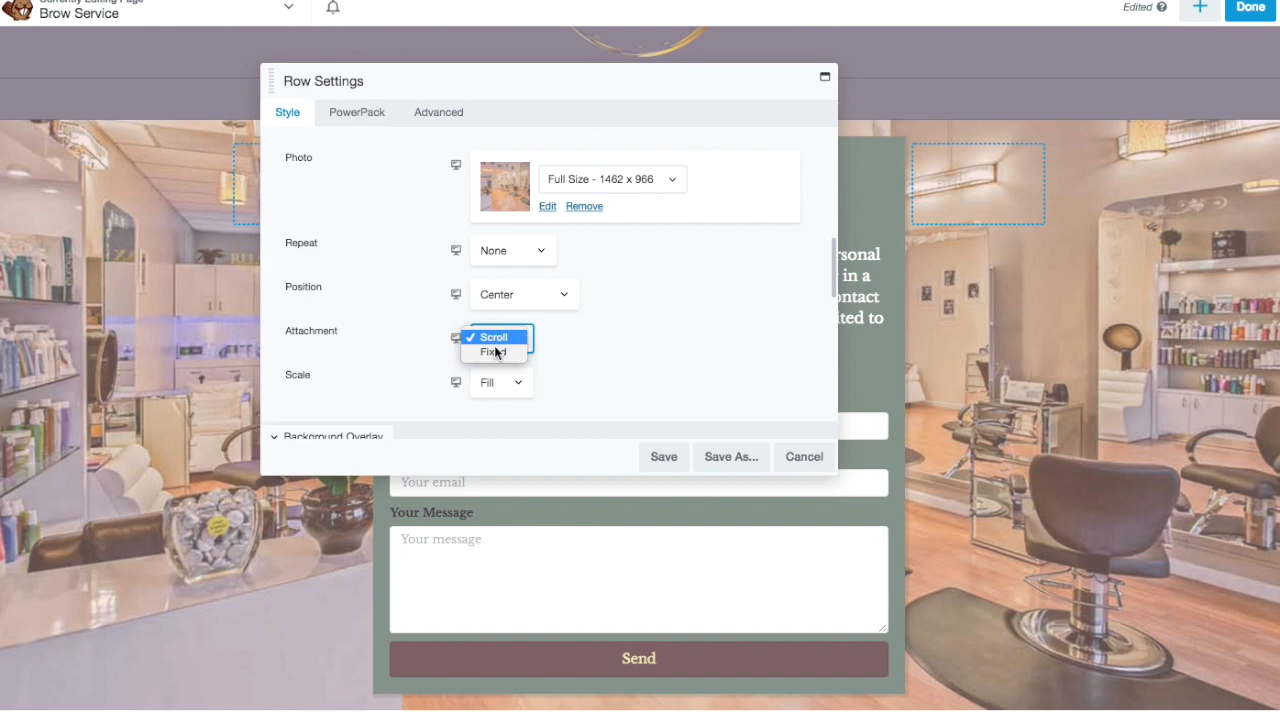 Brow Service
Edited
Done
Row Settings
Style PowerPack Advanced
Photo
Full Size - 1462 x 966
Edit Remove
Repeat None
Position Center
Attachment Scroll
Fixed
Scale Fill
Background Overlay
Save Save As... Cancel
Your email
Your Message
Your message
Send